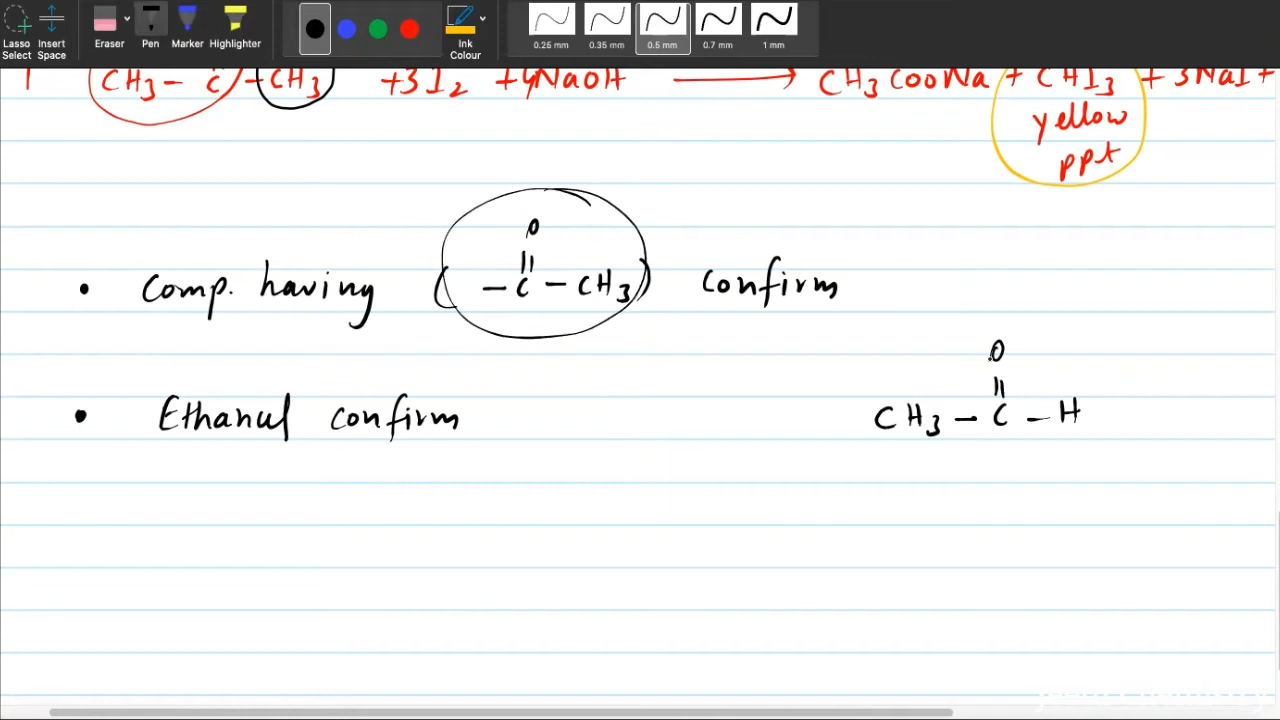 Lasso Select
Insert Space
Eraser
Pen
Marker
Highlighter
Ink Colour
0.25 mm
0.35 mm
0.5 mm
0.7 mm
1 mm
CH3 - C - CH3 + 3I2 + 4NaOH → CH3COONa + CHI3 + 3NaI +
yellow
ppt
O
• Comp. having ( - C - CH3 ) confirm
O
• Ethanal confirm CH3 - C - H